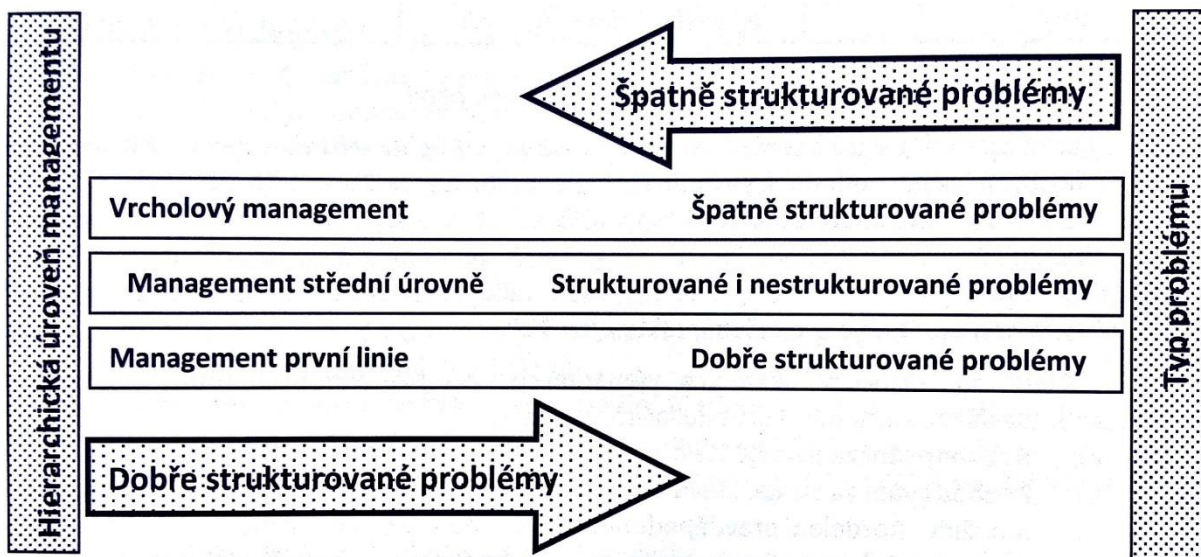 Hierarchická úroveň managementu
Špatně strukturované problémy
Vrcholový management Špatně strukturované problémy
Management střední úrovně Strukturované i nestrukturované problémy
Management první linie Dobře strukturované problémy
Dobře strukturované problémy
Typ problému